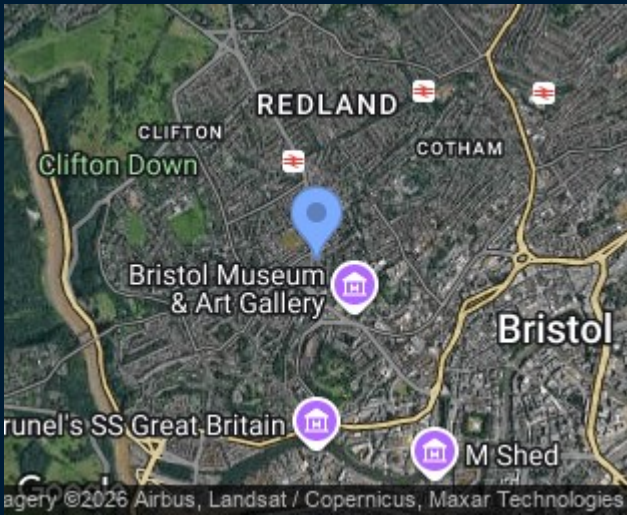 REDLAND
CLIFTON
COTHAM
Clifton Down
Bristol Museum
& Art Gallery
Bristol
runel's SS Great Britain
M Shed
Google
agery ©2026 Airbus, Landsat / Copernicus, Maxar Technologies